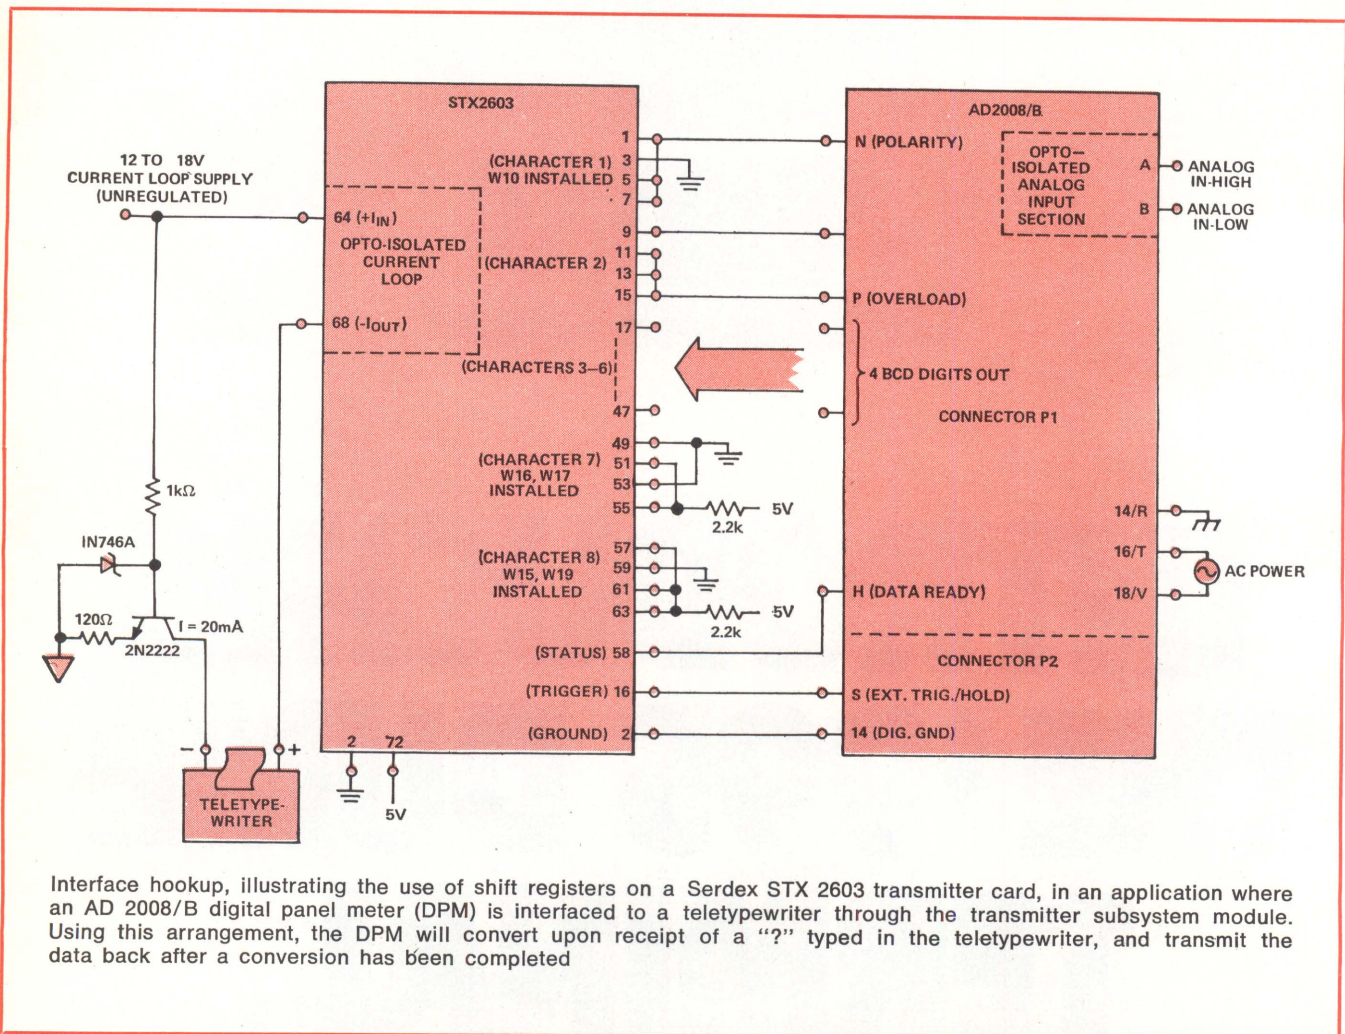 STX2603
AD2008/B
1
3
5
7
(CHARACTER 1)
W10 INSTALLED
N (POLARITY)
OPTO-
ISOLATED
ANALOG
INPUT
SECTION
A
ANALOG
IN-HIGH
B
ANALOG
IN-LOW
12 TO 18V
CURRENT LOOP SUPPLY
(UNREGULATED)
64 (+IIN)
OPTO-ISOLATED
CURRENT
LOOP
68 (-IOUT)
9
11
13
15
(CHARACTER 2)
P (OVERLOAD)
17
(CHARACTERS 3–6)
47
4 BCD DIGITS OUT
CONNECTOR P1
49
51
53
55
(CHARACTER 7)
W16, W17
INSTALLED
5V
2.2k
1kΩ
IN746A
120Ω
2N2222
I = 20mA
57
59
61
63
(CHARACTER 8)
W15, W19
INSTALLED
5V
2.2k
14/R
16/T
18/V
AC POWER
H (DATA READY)
CONNECTOR P2
(STATUS) 58
(TRIGGER) 16
S (EXT. TRIG./HOLD)
(GROUND) 2
14 (DIG. GND)
2
72
5V
-
+
TELETYPE-
WRITER
Interface hookup, illustrating the use of shift registers on a Serdex STX 2603 transmitter card, in an application where
an AD 2008/B digital panel meter (DPM) is interfaced to a teletypewriter through the transmitter subsystem module.
Using this arrangement, the DPM will convert upon receipt of a “?” typed in the teletypewriter, and transmit the
data back after a conversion has been completed